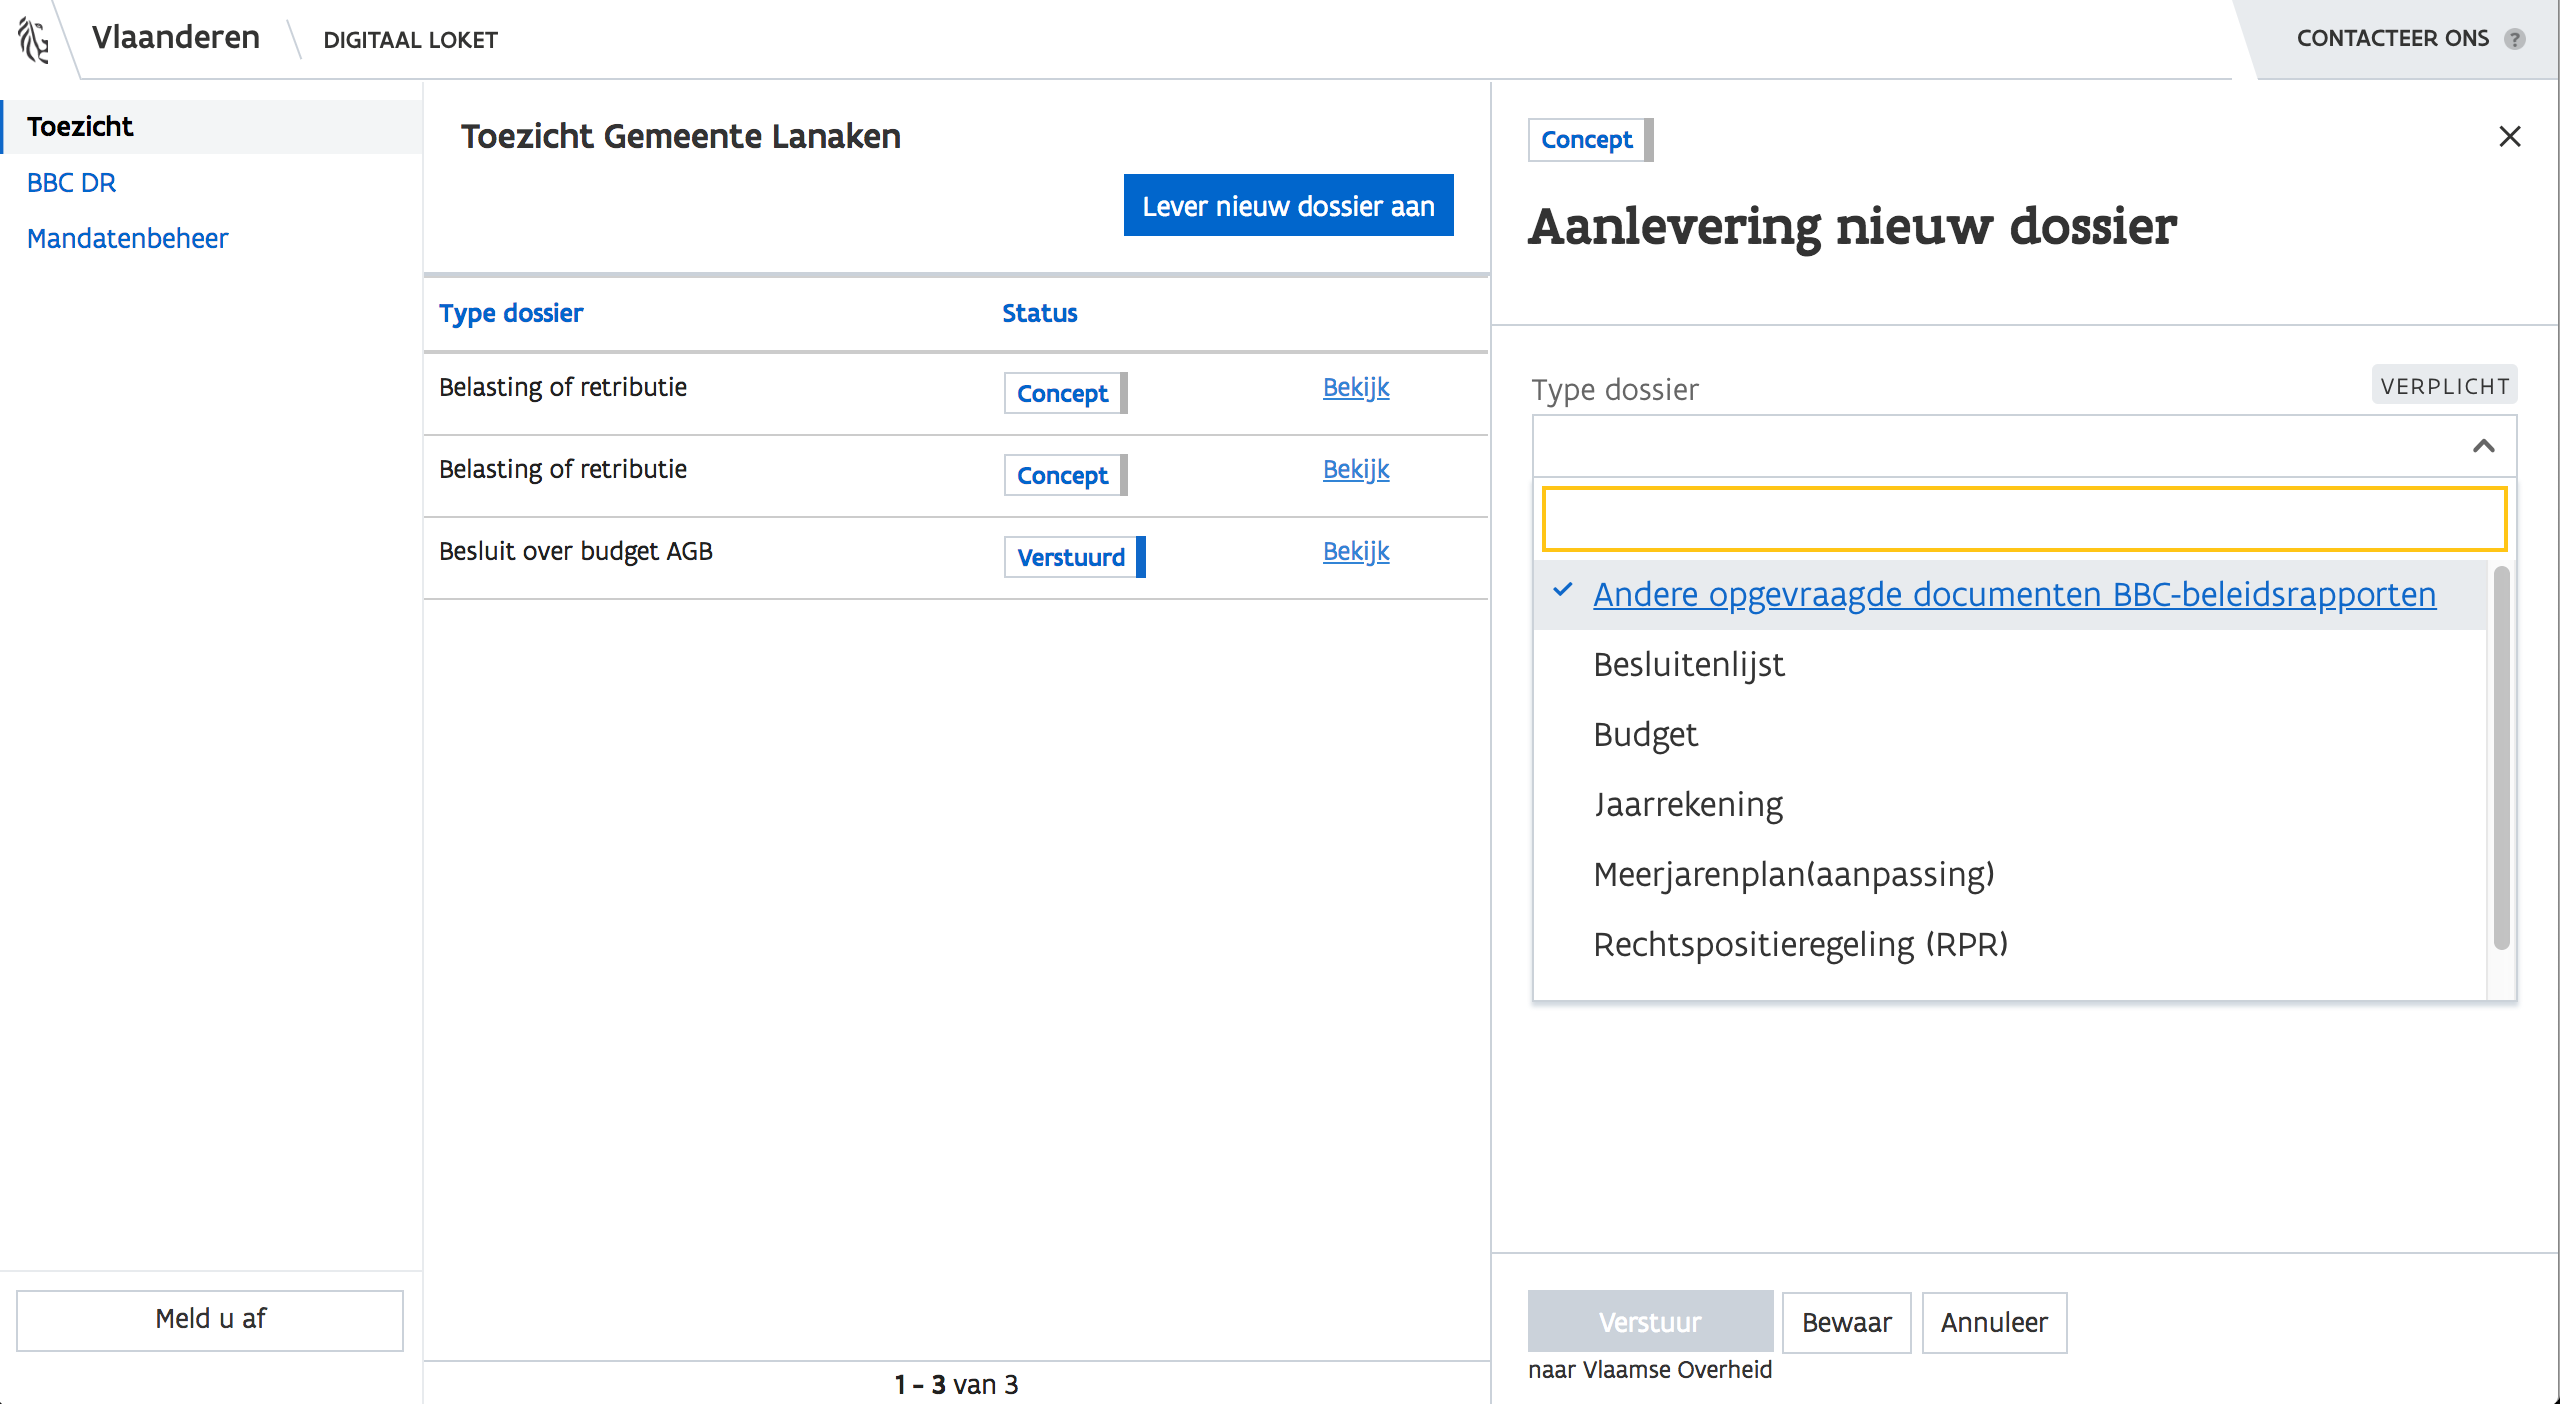 Vlaanderen
DIGITAAL LOKET
CONTACTEER ONS ?
Toezicht
BBC DR
Mandatenbeheer
Meld u af
Toezicht Gemeente Lanaken
Lever nieuw dossier aan
Type dossier Status
Belasting of retributie Concept Bekijk
Belasting of retributie Concept Bekijk
Besluit over budget AGB Verstuurd Bekijk
1 - 3 van 3
Concept
Aanlevering nieuw dossier
Type dossier VERPLICHT
Andere opgevraagde documenten BBC-beleidsrapporten
Besluitenlijst
Budget
Jaarrekening
Meerjarenplan(aanpassing)
Rechtspositieregeling (RPR)
Verstuur Bewaar Annuleer
naar Vlaamse Overheid